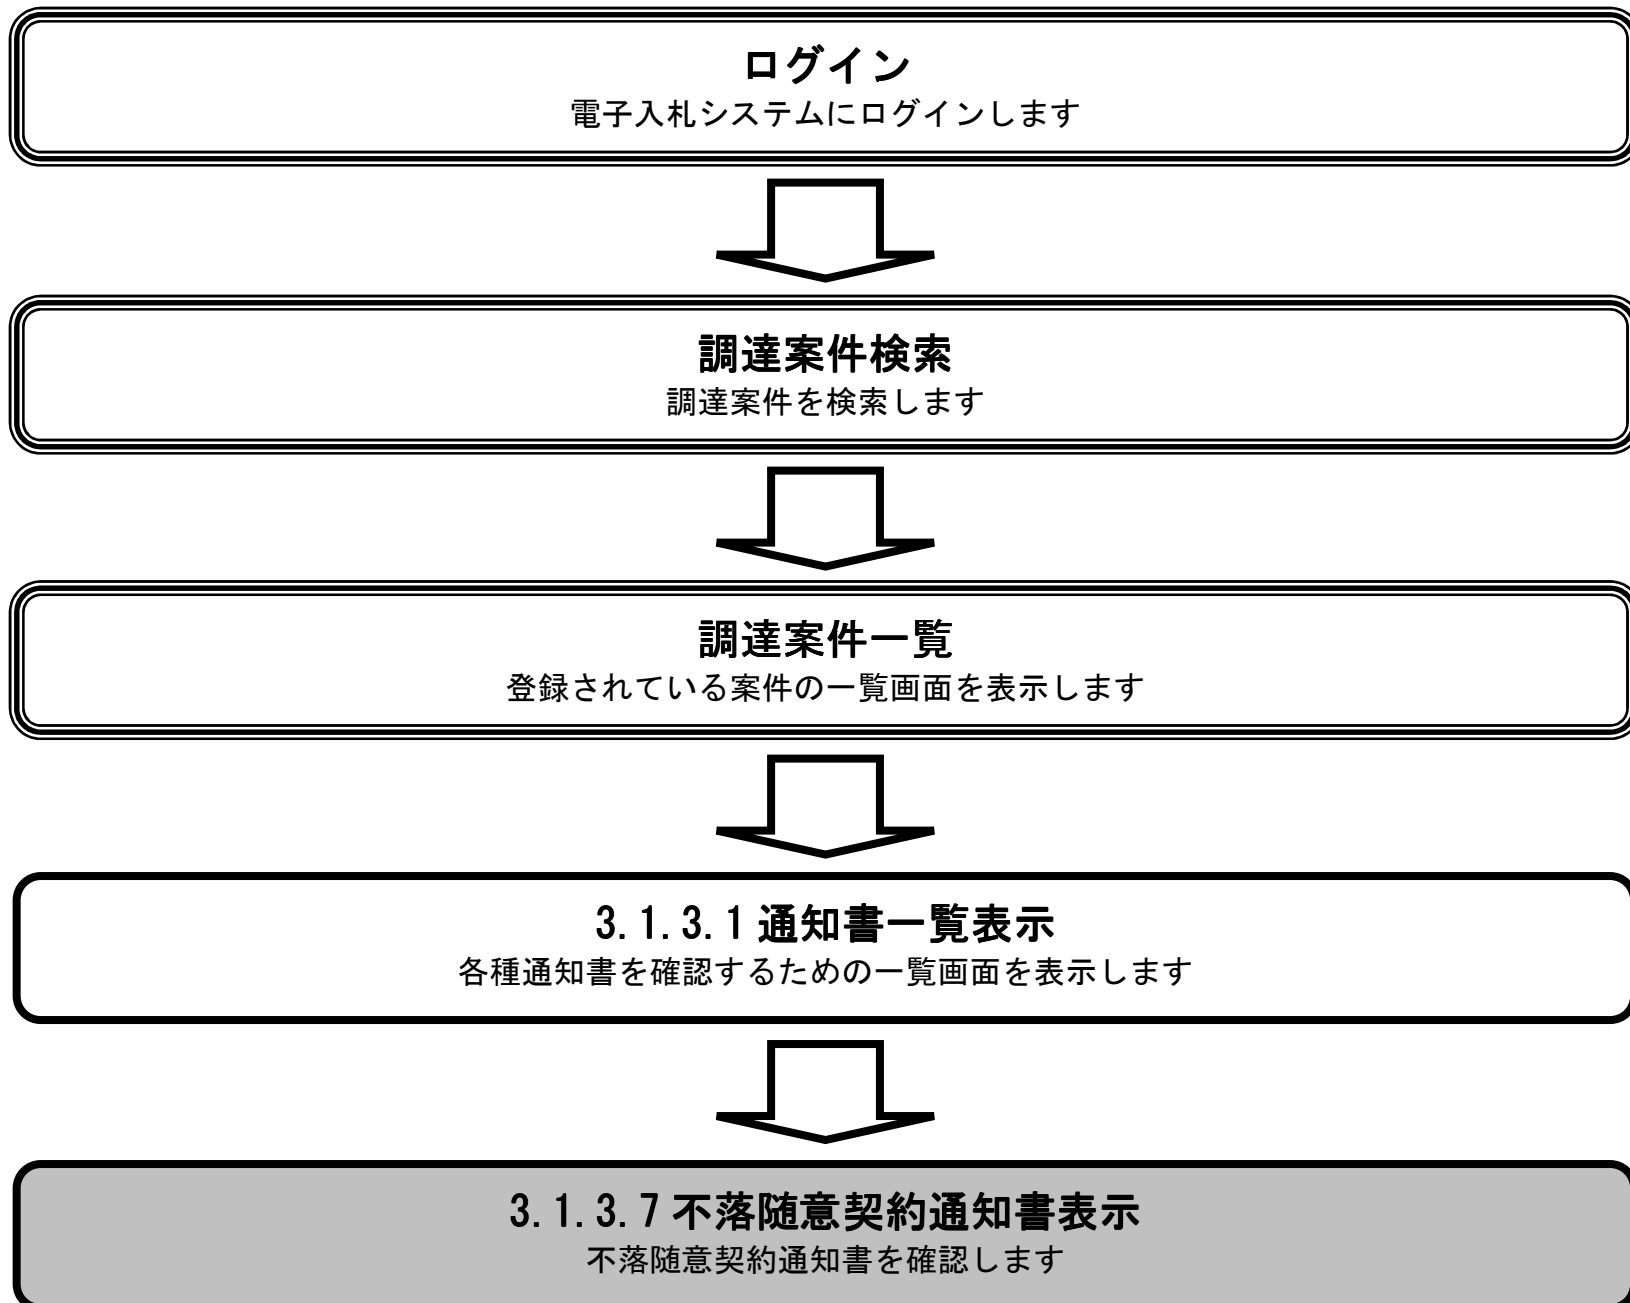 ログイン
電子入札システムにログインします
調達案件検索
調達案件を検索します
調達案件一覧
登録されている案件の一覧画面を表示します
3.1.3.1 通知書一覧表示
各種通知書を確認するための一覧画面を表示します
3.1.3.7 不落随意契約通知書表示
不落随意契約通知書を確認します